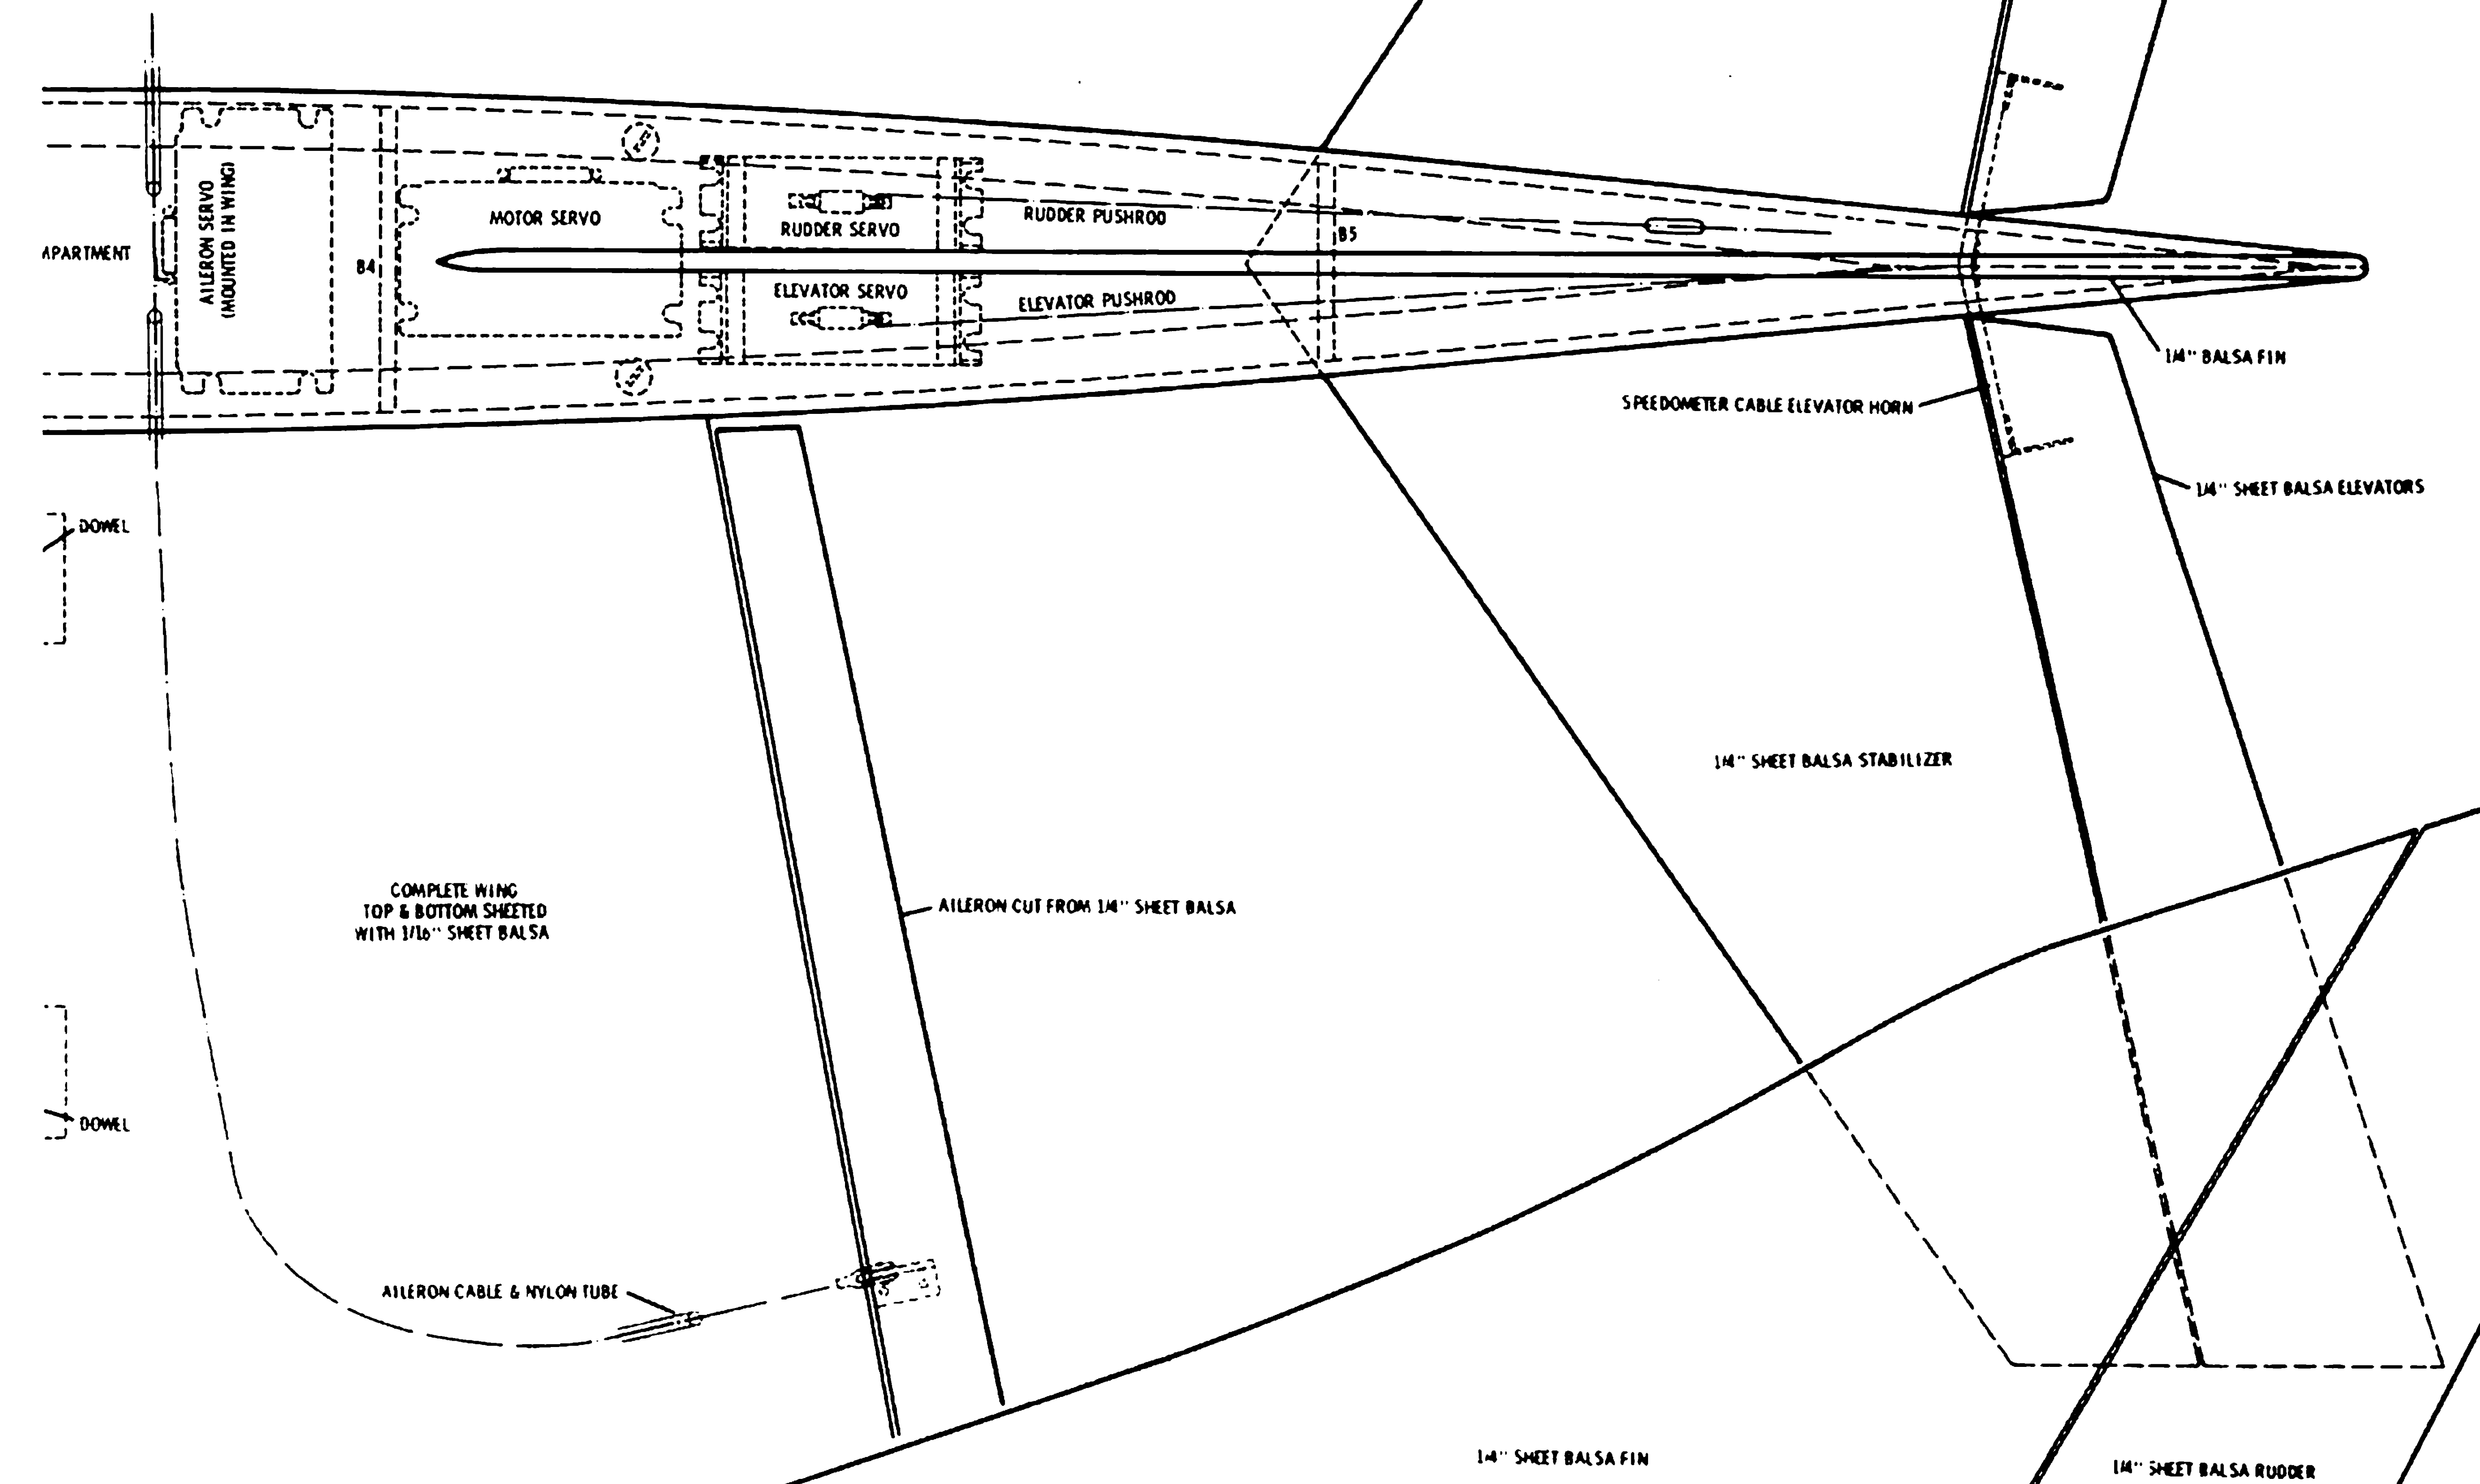 MPARTMENT
AILERON SERVO
(MOUNTED IN WING)
B4
MOTOR SERVO
RUDDER SERVO
RUDDER PUSHROD
B5
ELEVATOR SERVO
ELEVATOR PUSHROD
1/4" BALSA FIN
SPEEDOMETER CABLE ELEVATOR HORN
1/4" SHEET BALSA ELEVATORS
DOWEL
1/4" SHEET BALSA STABILIZER
COMPLETE WING
TOP & BOTTOM SHEETED
WITH 1/16" SHEET BALSA
AILERON CUT FROM 1/4" SHEET BALSA
DOWEL
AILERON CABLE & NYLON TUBE
1/4" SHEET BALSA FIN
1/4" SHEET BALSA RUDDER